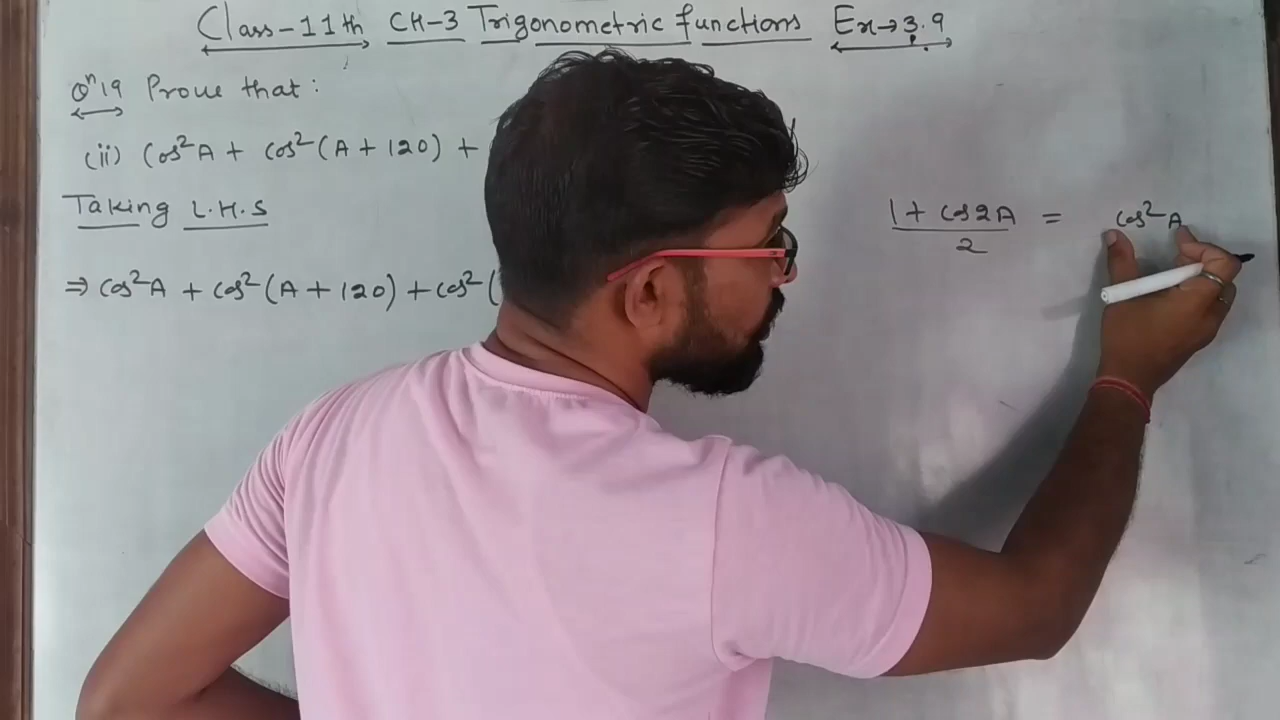 Class-11th CH-3 Trigonometric functions Ex→3.9
Qⁿ19 Prove that:
(ii) Cos²A + Cos²(A+120) +
Taking L.H.S
⇒ Cos²A + Cos²(A+120) + Cos²(
1+ Cos2A / 2 = Cos²A